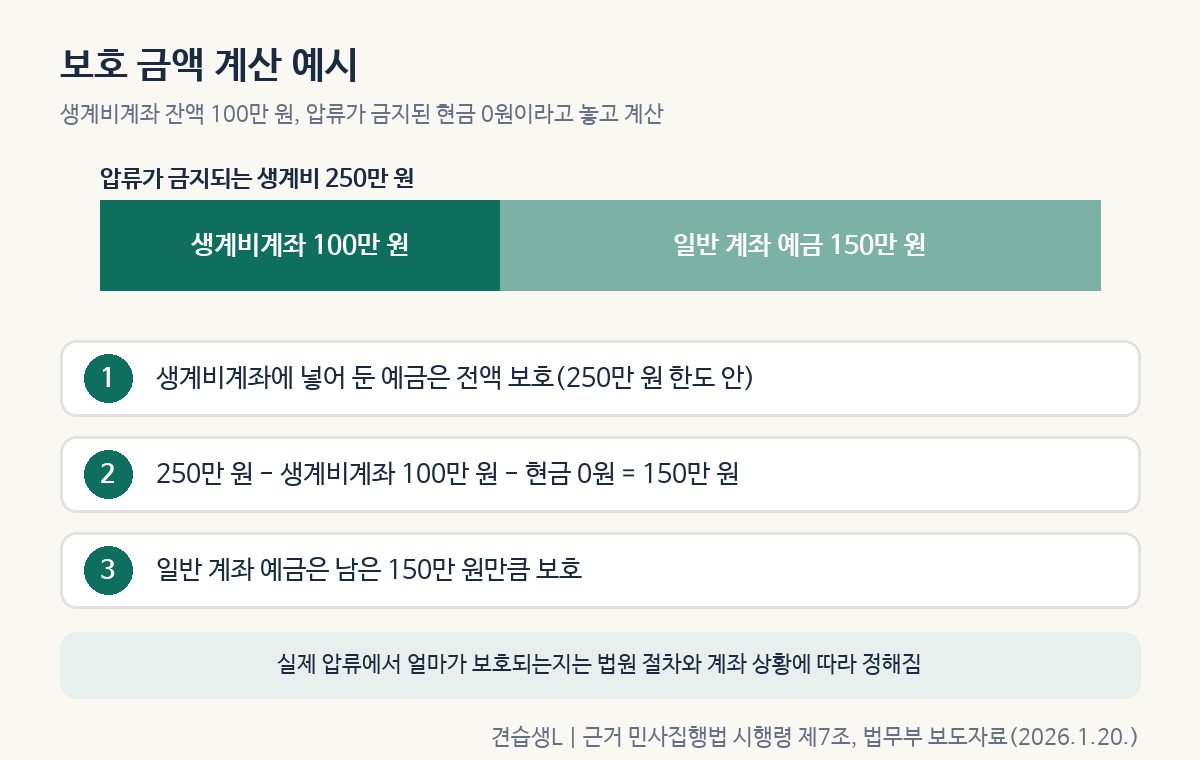 보호 금액 계산 예시
생계비계좌 잔액 100만 원, 압류가 금지된 현금 0원이라고 놓고 계산
압류가 금지되는 생계비 250만 원
생계비계좌 100만 원
일반 계좌 예금 150만 원
1 생계비계좌에 넣어 둔 예금은 전액 보호(250만 원 한도 안)
2 250만 원 − 생계비계좌 100만 원 − 현금 0원 = 150만 원
3 일반 계좌 예금은 남은 150만 원만큼 보호
실제 압류에서 얼마가 보호되는지는 법원 절차와 계좌 상황에 따라 정해짐
견습생L | 근거 민사집행법 시행령 제7조, 법무부 보도자료(2026.1.20.)